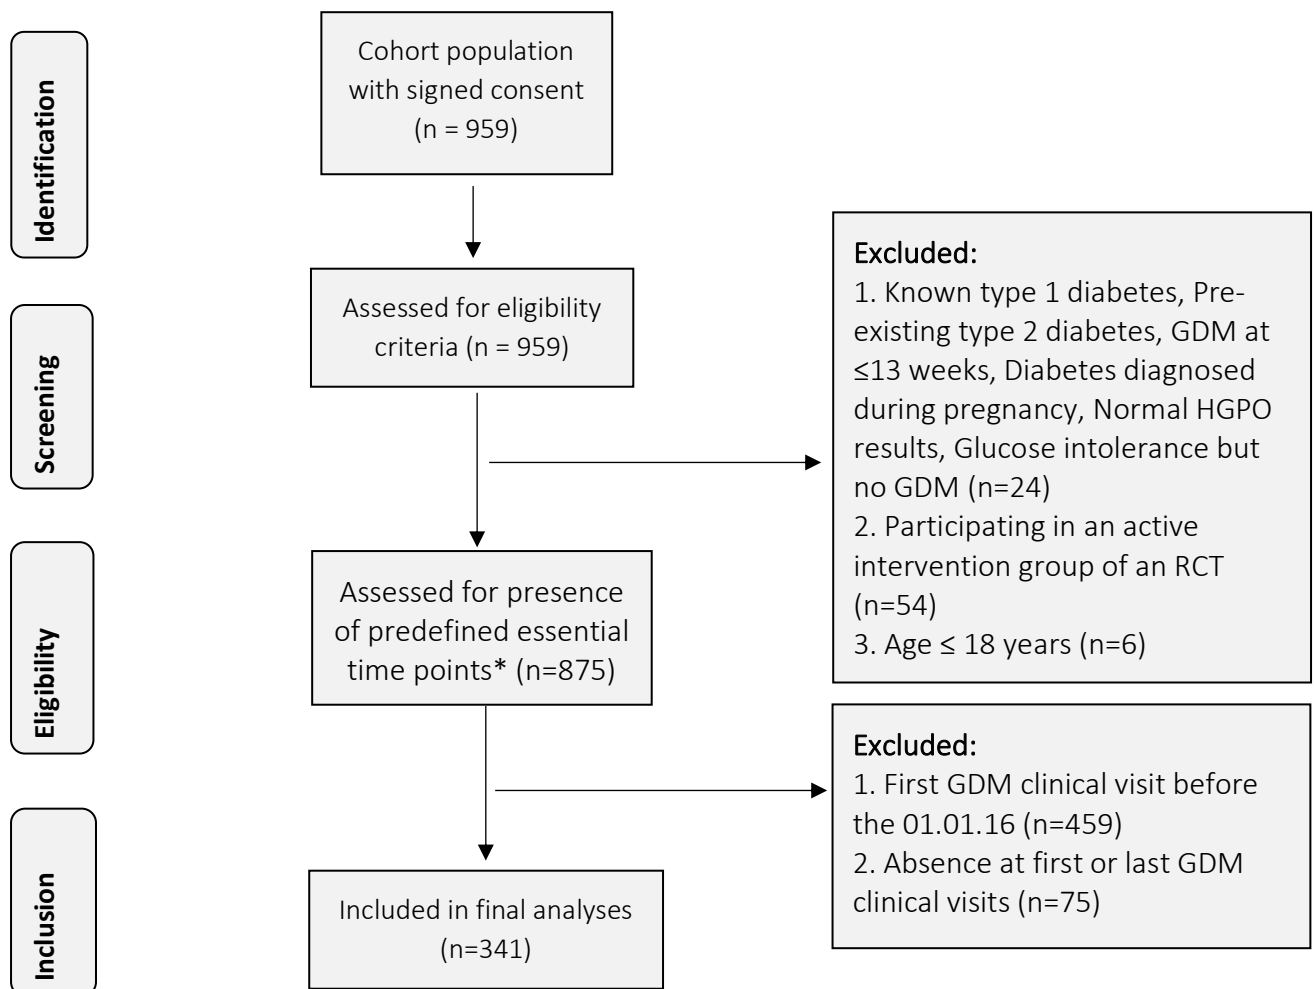 Identification
Cohort population
with signed consent
(n = 959)
Screening
Assessed for eligibility
criteria (n = 959)
Excluded:
1. Known type 1 diabetes, Pre-
existing type 2 diabetes, GDM at
≤13 weeks, Diabetes diagnosed
during pregnancy, Normal HGPO
results, Glucose intolerance but
no GDM (n=24)
2. Participating in an active
intervention group of an RCT
(n=54)
3. Age ≤ 18 years (n=6)
Eligibility
Assessed for presence
of predefined essential
time points* (n=875)
Excluded:
1. First GDM clinical visit before
the 01.01.16 (n=459)
2. Absence at first or last GDM
clinical visits (n=75)
Inclusion
Included in final analyses
(n=341)